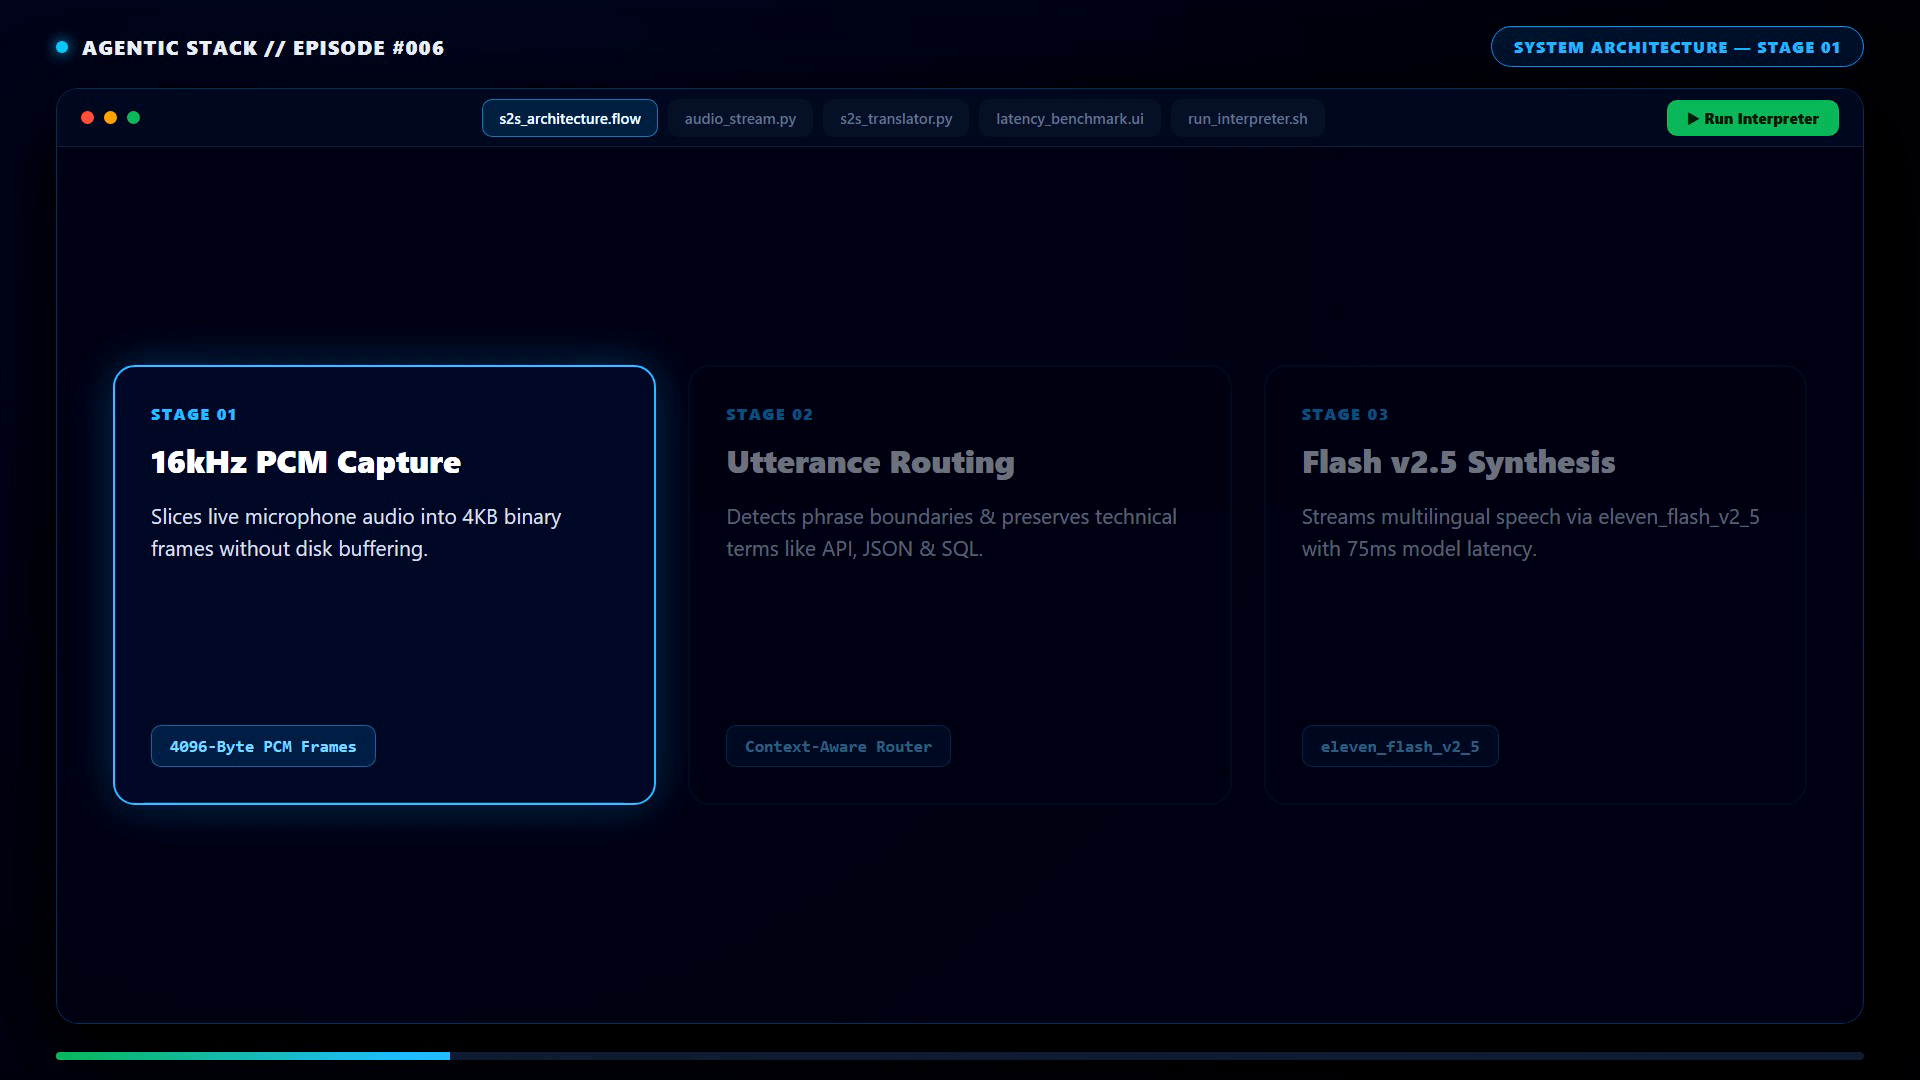 AGENTIC STACK // EPISODE #006
SYSTEM ARCHITECTURE — STAGE 01
s2s_architecture.flow
audio_stream.py
s2s_translator.py
latency_benchmark.ui
run_interpreter.sh
▶ Run Interpreter
STAGE 01
16kHz PCM Capture
Slices live microphone audio into 4KB binary
frames without disk buffering.
4096-Byte PCM Frames
STAGE 02
Utterance Routing
Detects phrase boundaries & preserves technical
terms like API, JSON & SQL.
Context-Aware Router
STAGE 03
Flash v2.5 Synthesis
Streams multilingual speech via eleven_flash_v2_5
with 75ms model latency.
eleven_flash_v2_5